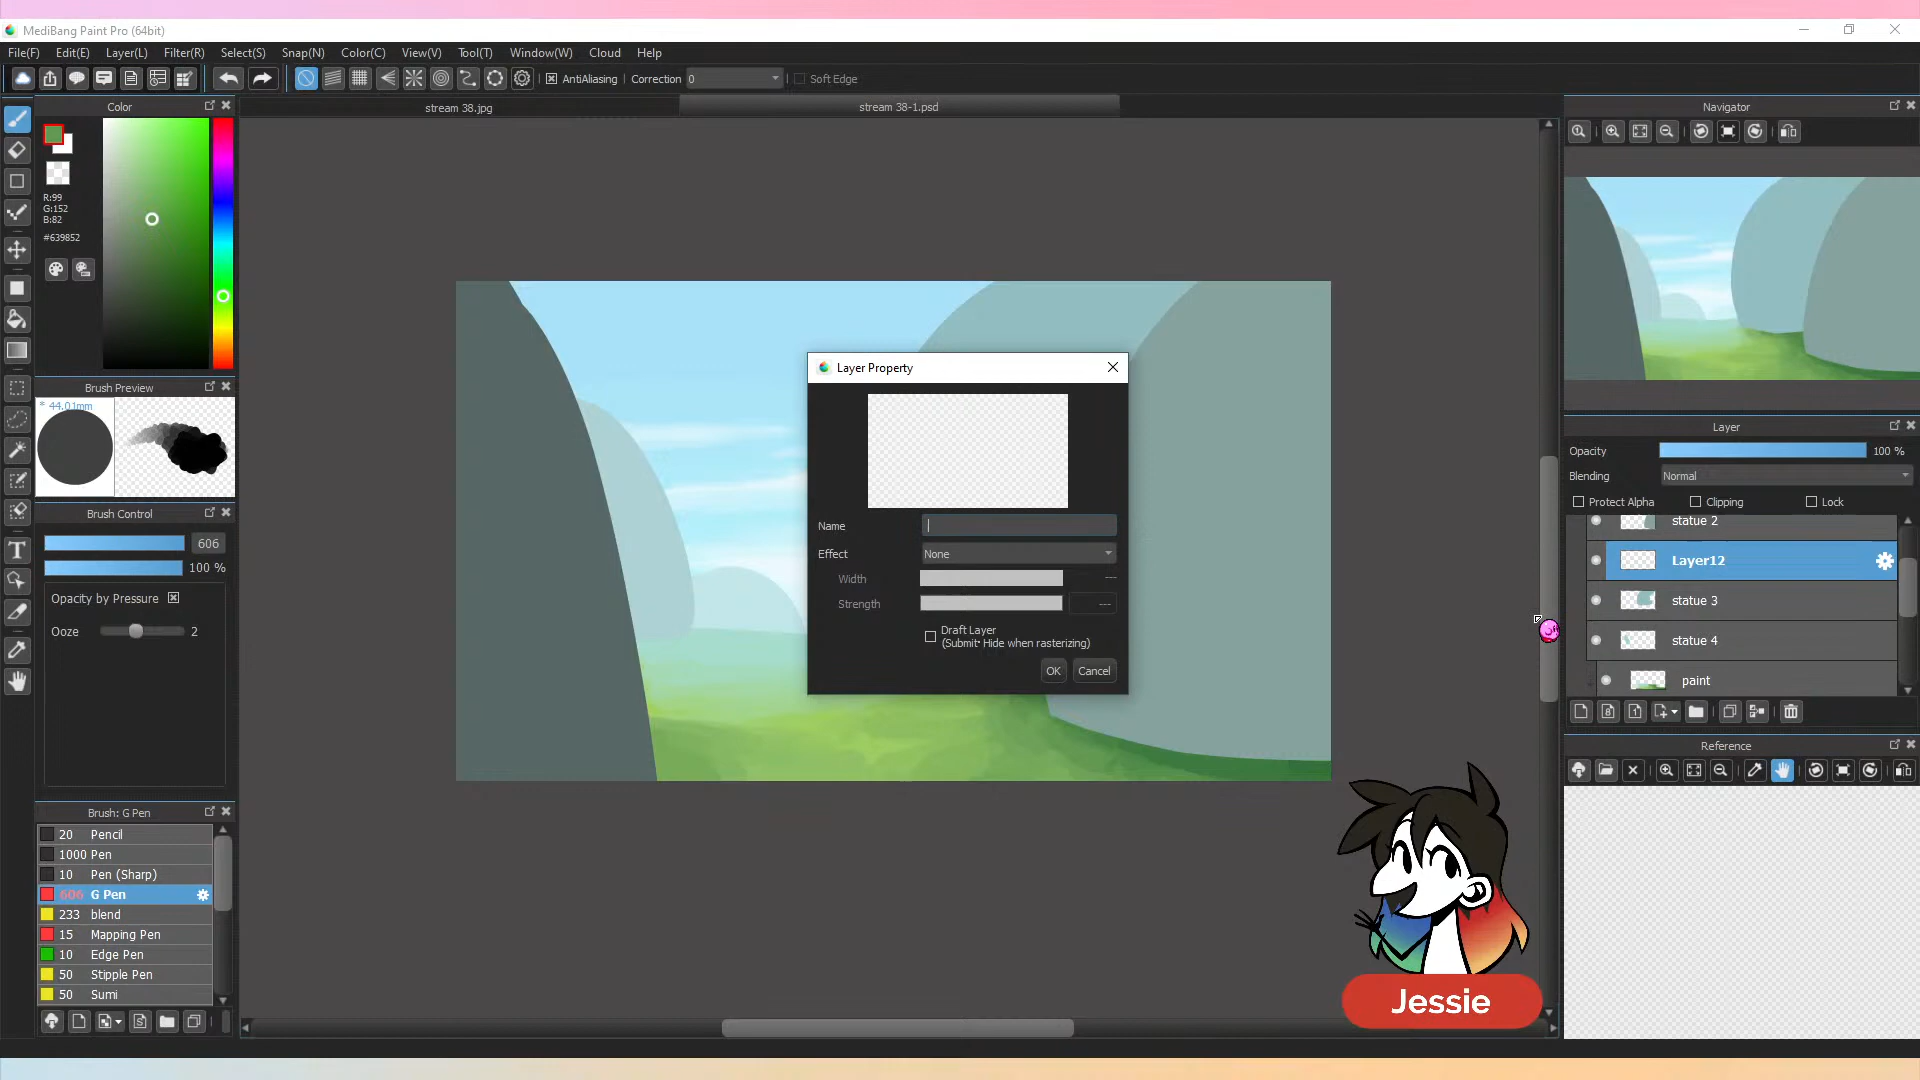 MediBang Paint Pro (64bit)
File(F) Edit(E) Layer(L) Filter(R) Select(S) Snap(N) Color(C) View(V) Tool(T) Window(W) Cloud Help
AntiAliasing Correction 0 Soft Edge
Color
stream 38.jpg
stream 38-1.psd
Navigator
R:99
G:152
B:82
#639852
Brush Preview
* 44.01mm
Brush Control
606
100 %
Opacity by Pressure
Ooze 2
Brush: G Pen
20 Pencil
1000 Pen
10 Pen (Sharp)
606 G Pen
233 blend
15 Mapping Pen
10 Edge Pen
50 Stipple Pen
50 Sumi
Layer Property
Name
Effect None
Width ---
Strength ---
Draft Layer
(Submit* Hide when rasterizing)
OK Cancel
Layer
Opacity 100 %
Blending Normal
Protect Alpha Clipping Lock
statue 2
Layer12
statue 3
statue 4
paint
Reference
Jessie